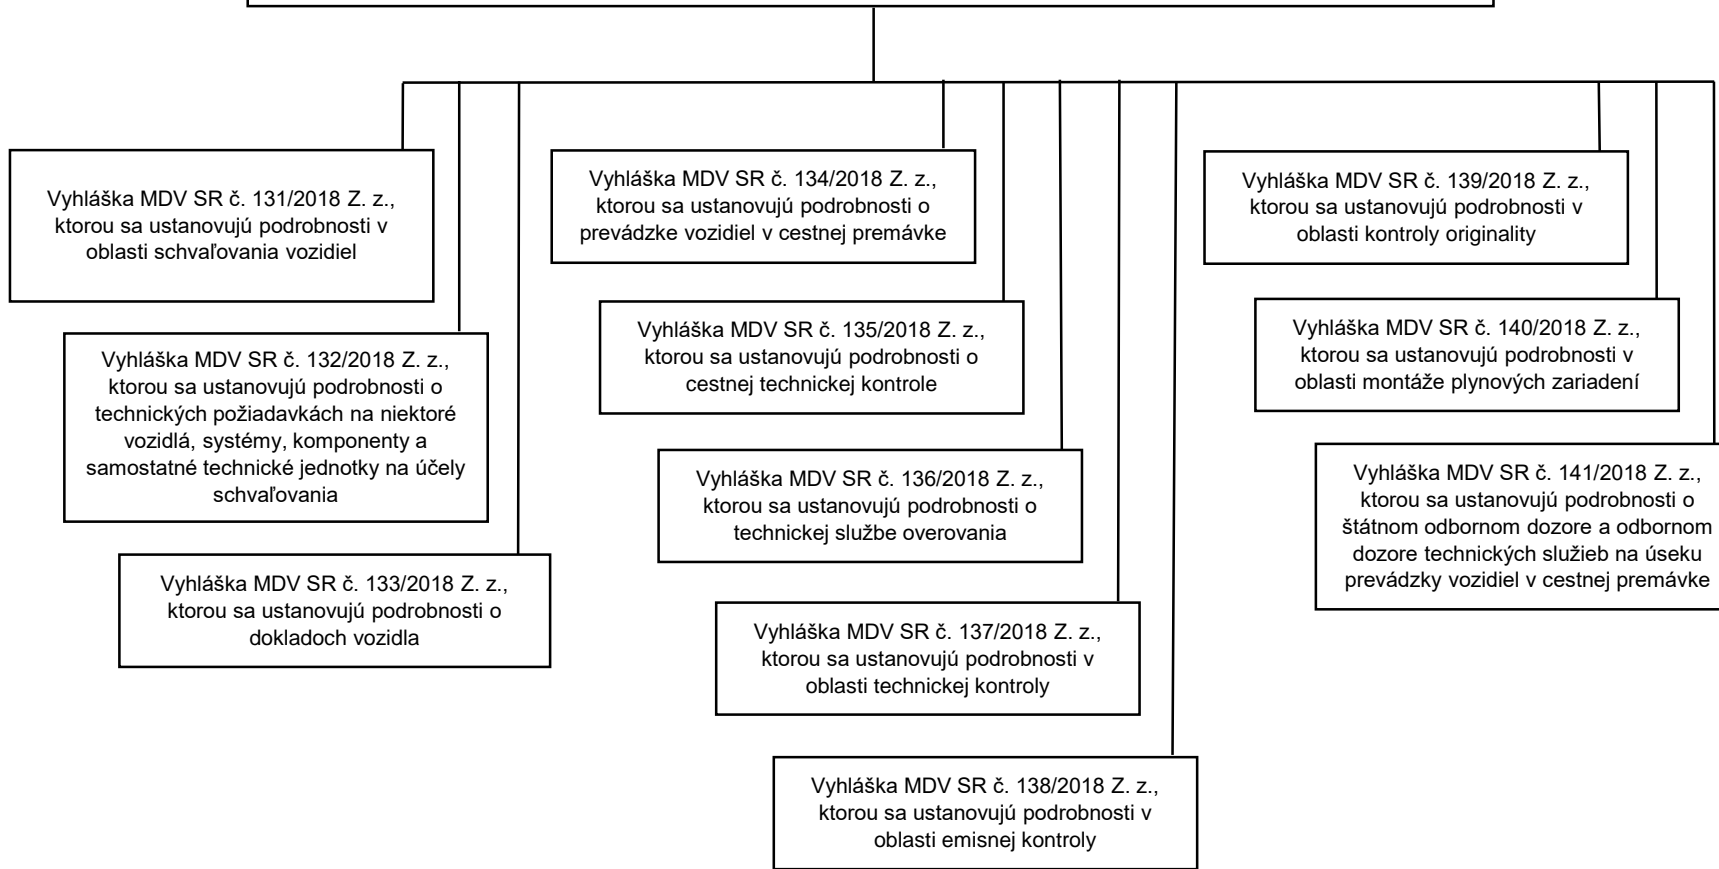 Vyhláška MDV SR č. 131/2018 Z. z.,
ktorou sa ustanovujú podrobnosti v
oblasti schvaľovania vozidiel
Vyhláška MDV SR č. 132/2018 Z. z.,
ktorou sa ustanovujú podrobnosti o
technických požiadavkách na niektoré
vozidlá, systémy, komponenty a
samostatné technické jednotky na účely
schvaľovania
Vyhláška MDV SR č. 133/2018 Z. z.,
ktorou sa ustanovujú podrobnosti o
dokladoch vozidla
Vyhláška MDV SR č. 134/2018 Z. z.,
ktorou sa ustanovujú podrobnosti o
prevádzke vozidiel v cestnej premávke
Vyhláška MDV SR č. 135/2018 Z. z.,
ktorou sa ustanovujú podrobnosti o
cestnej technickej kontrole
Vyhláška MDV SR č. 136/2018 Z. z.,
ktorou sa ustanovujú podrobnosti o
technickej službe overovania
Vyhláška MDV SR č. 137/2018 Z. z.,
ktorou sa ustanovujú podrobnosti v
oblasti technickej kontroly
Vyhláška MDV SR č. 138/2018 Z. z.,
ktorou sa ustanovujú podrobnosti v
oblasti emisnej kontroly
Vyhláška MDV SR č. 139/2018 Z. z.,
ktorou sa ustanovujú podrobnosti v
oblasti kontroly originality
Vyhláška MDV SR č. 140/2018 Z. z.,
ktorou sa ustanovujú podrobnosti v
oblasti montáže plynových zariadení
Vyhláška MDV SR č. 141/2018 Z. z.,
ktorou sa ustanovujú podrobnosti o
štátnom odbornom dozore a odbornom
dozore technických služieb na úseku
prevádzky vozidiel v cestnej premávke